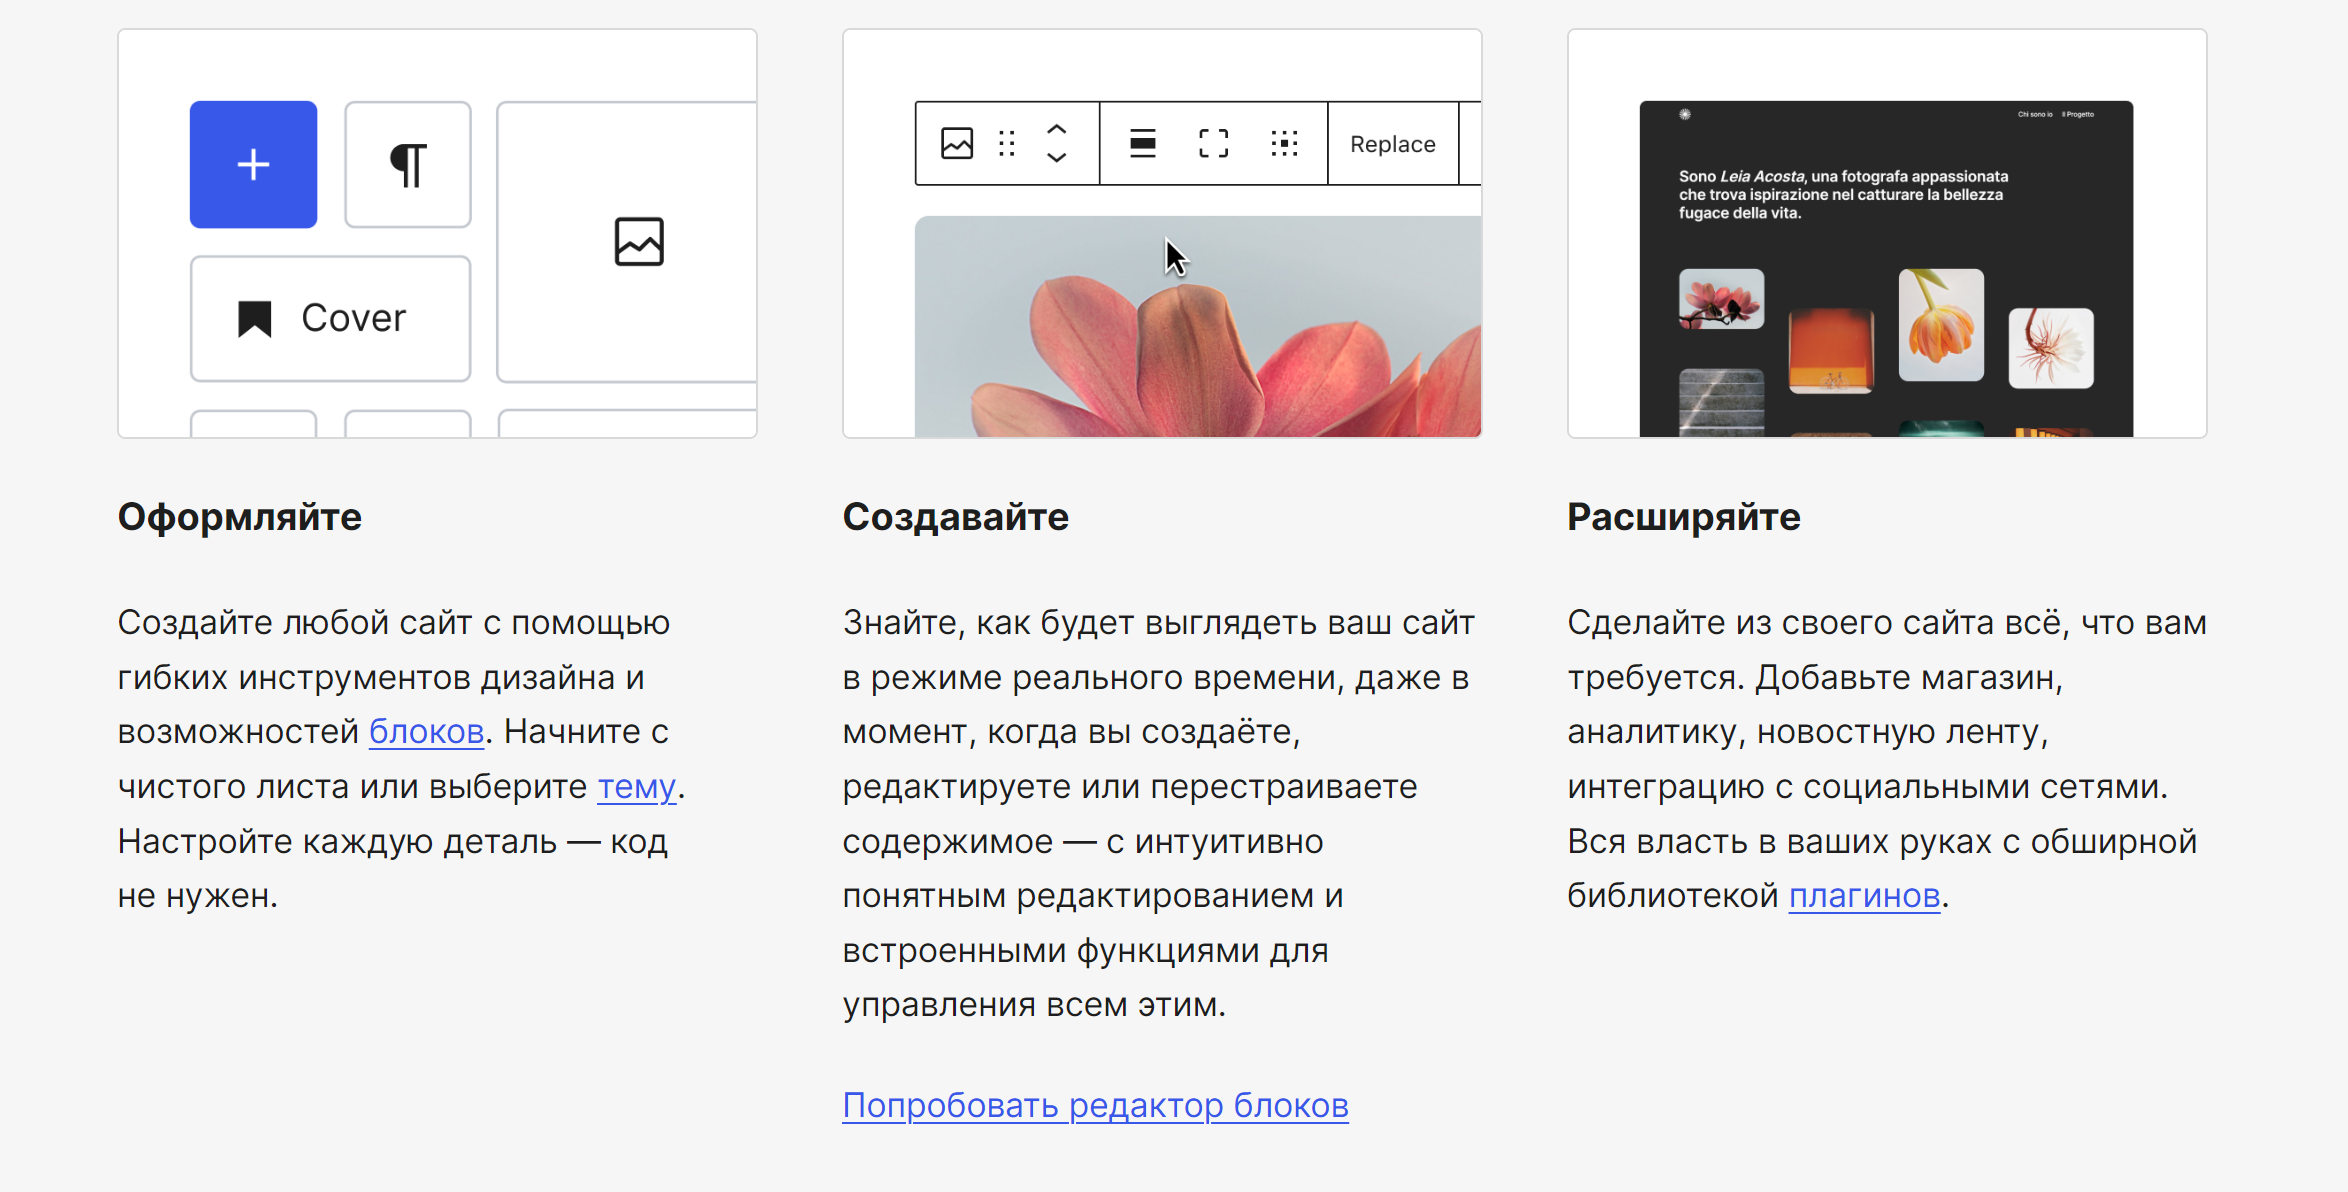 Cover
Оформляйте
Создайте любой сайт с помощью
гибких инструментов дизайна и
возможностей блоков. Начните с
чистого листа или выберите тему.
Настройте каждую деталь — код
не нужен.
Replace
Создавайте
Знайте, как будет выглядеть ваш сайт
в режиме реального времени, даже в
момент, когда вы создаёте,
редактируете или перестраиваете
содержимое — с интуитивно
понятным редактированием и
встроенными функциями для
управления всем этим.
Попробовать редактор блоков
Chi sono io Il Progetto
Sono Leia Acosta, una fotografa appassionata
che trova ispirazione nel catturare la bellezza
fugace della vita.
Расширяйте
Сделайте из своего сайта всё, что вам
требуется. Добавьте магазин,
аналитику, новостную ленту,
интеграцию с социальными сетями.
Вся власть в ваших руках с обширной
библиотекой плагинов.